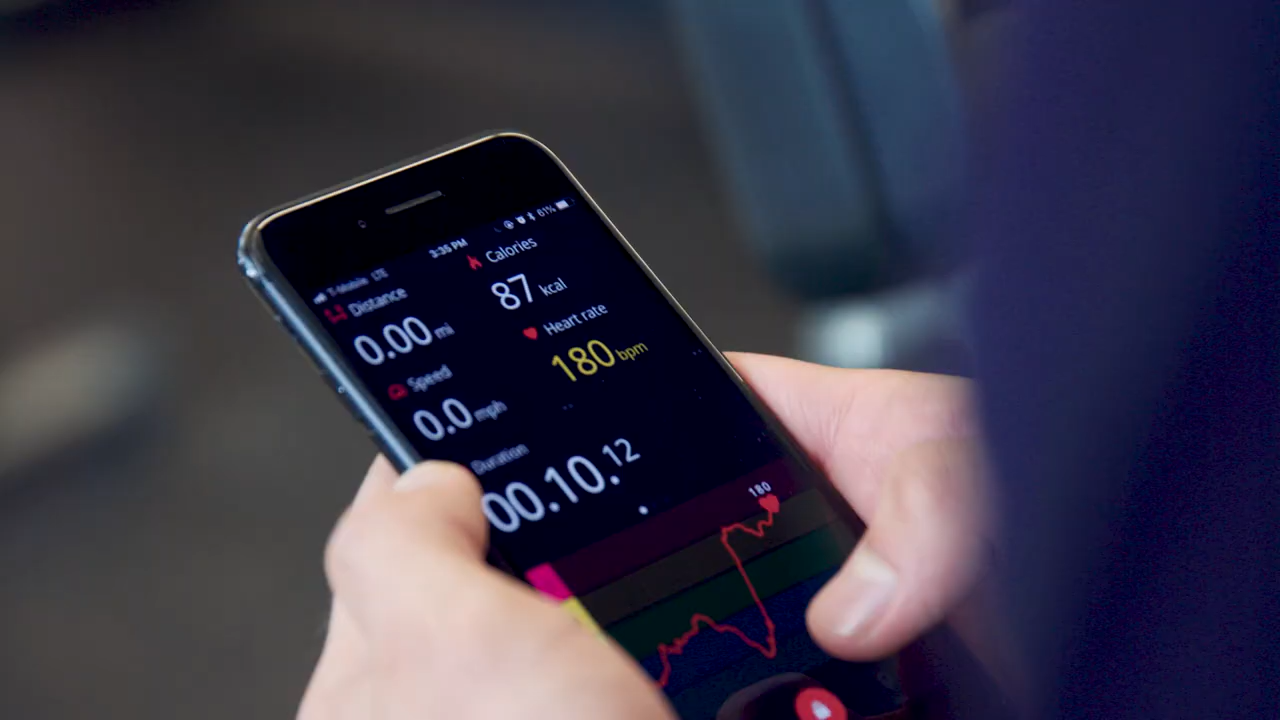 T-Mobile LTE
3:35 PM
61%
Distance
0.00 mi
Calories
87 kcal
Speed
0.0 mph
Heart rate
180 bpm
Duration
00.10.12
180